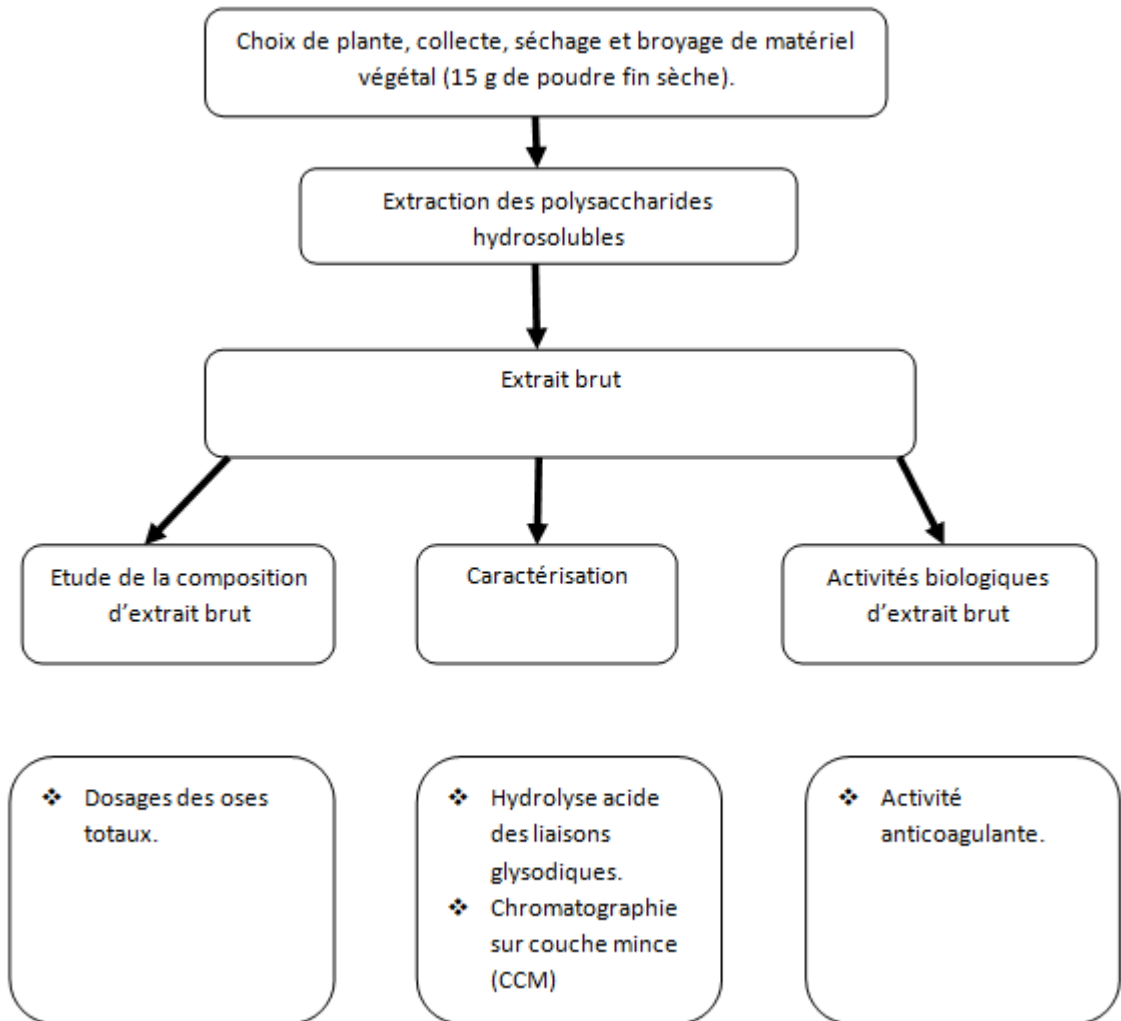 Choix de plante, collecte, séchage et broyage de matériel
végétal (15 g de poudre fin sèche).
Extraction des polysaccharides
hydrosolubles
Extrait brut
Etude de la composition
d’extrait brut
Caractérisation
Activités biologiques
d’extrait brut
❖ Dosages des oses
totaux.
❖ Hydrolyse acide
des liaisons
glysodiques.
❖ Chromatographie
sur couche mince
(CCM)
❖ Activité
anticoagulante.